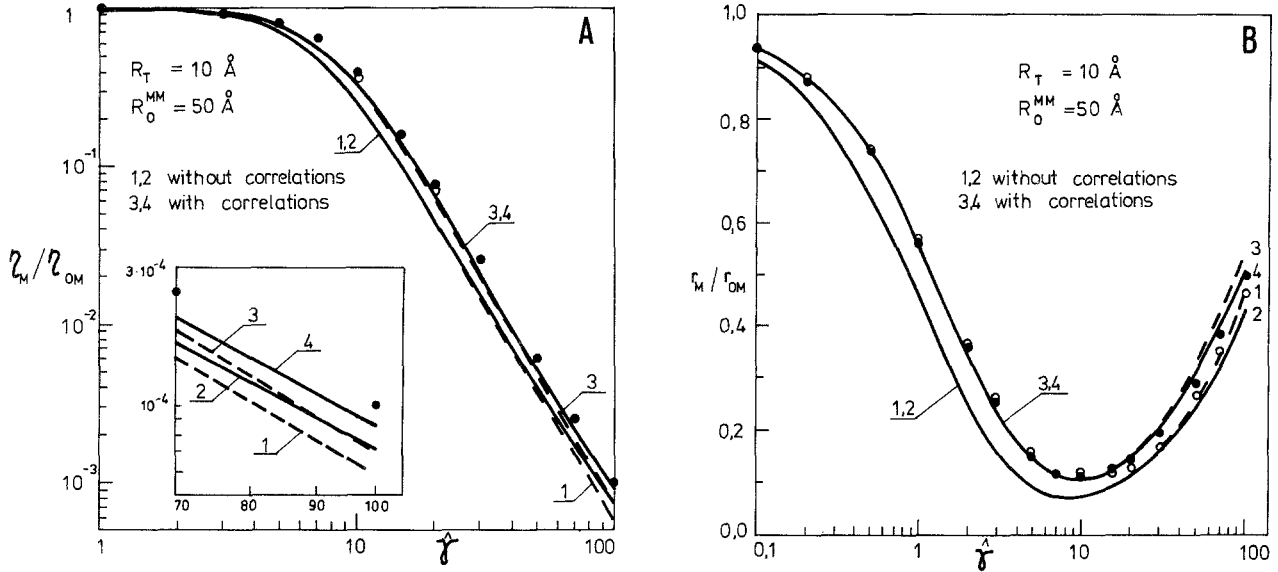 A
1
R_T = 10 Å
R_0^MM = 50 Å
10^-1
1,2
1,2 without correlations
3,4 with correlations
3,4
η_M/η_0M
3·10^-4
3
4
10^-2
2
10^-4
1
3
1
10^-3
70 80 90 100
1 10 γ̂ 100
B
1,0
R_T = 10 Å
R_0^MM = 50 Å
0,8
1,2 without correlations
3,4 with correlations
0,6
3
r_M/r_0M
4
1
2
0,4
1,2
3,4
0,2
0,0
0,1 1 γ̂ 10 100